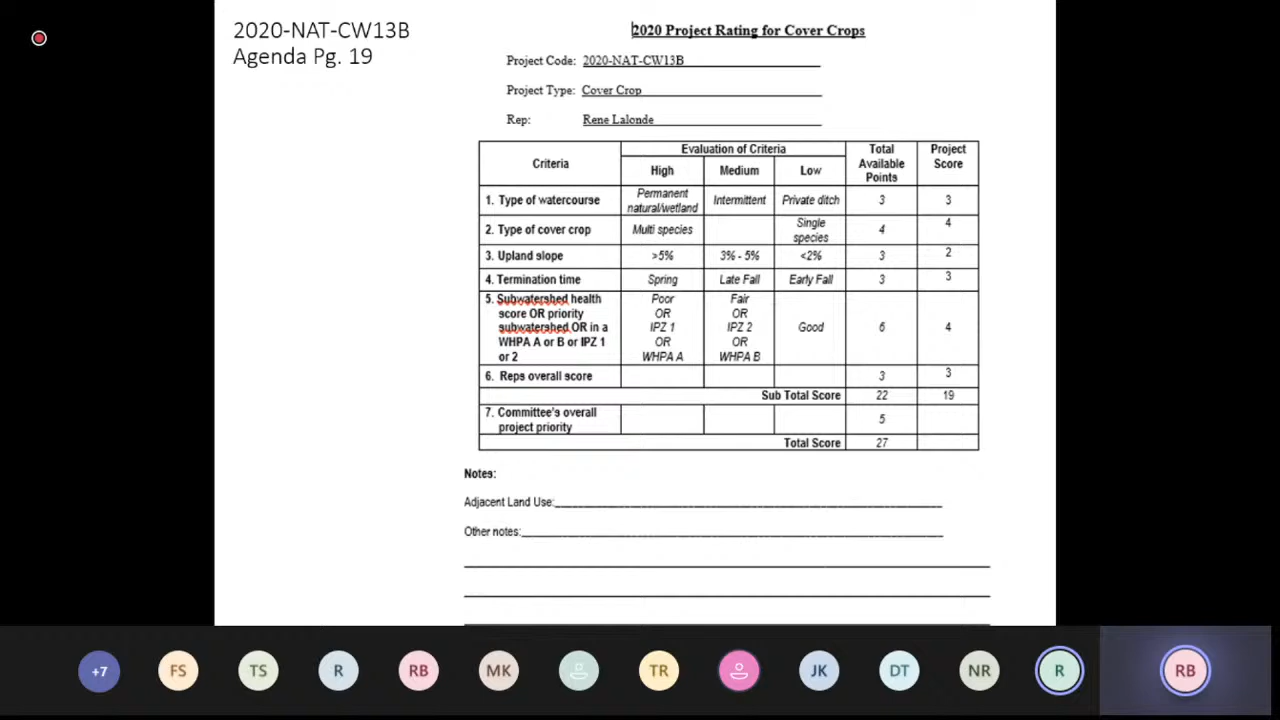 2020-NAT-CW13B
Agenda Pg. 19
2020 Project Rating for Cover Crops
Project Code: 2020-NAT-CW13B
Project Type: Cover Crop
Rep: Rene Lalonde
Criteria
Evaluation of Criteria
High Medium Low
Total
Available
Points
Project
Score
1. Type of watercourse
Permanent
natural/wetland
Intermittent
Private ditch
3
3
2. Type of cover crop
Multi species
Single
species
4
4
3. Upland slope
>5%
3% - 5%
<2%
3
2
4. Termination time
Spring
Late Fall
Early Fall
3
3
5. Subwatershed health
score OR priority
subwatershed OR in a
WHPA A or B or IPZ 1
or 2
Poor
OR
IPZ 1
OR
WHPA A
Fair
OR
IPZ 2
OR
WHPA B
Good
6
4
6. Reps overall score
3
3
Sub Total Score
22
19
7. Committee's overall
project priority
5
Total Score
27
Notes:
Adjacent Land Use:
Other notes:
+7 FS TS R RB MK TR JK DT NR R RB